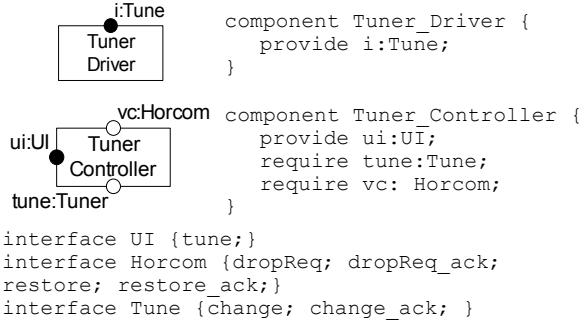 i:Tune
Tuner
Driver
component Tuner_Driver {
provide i:Tune;
}
vc:Horcom
ui:UI
Tuner
Controller
tune:Tuner
component Tuner_Controller {
provide ui:UI;
require tune:Tune;
require vc: Horcom;
}
interface UI {tune;}
interface Horcom {dropReq; dropReq_ack;
restore; restore_ack;}
interface Tune {change; change_ack; }